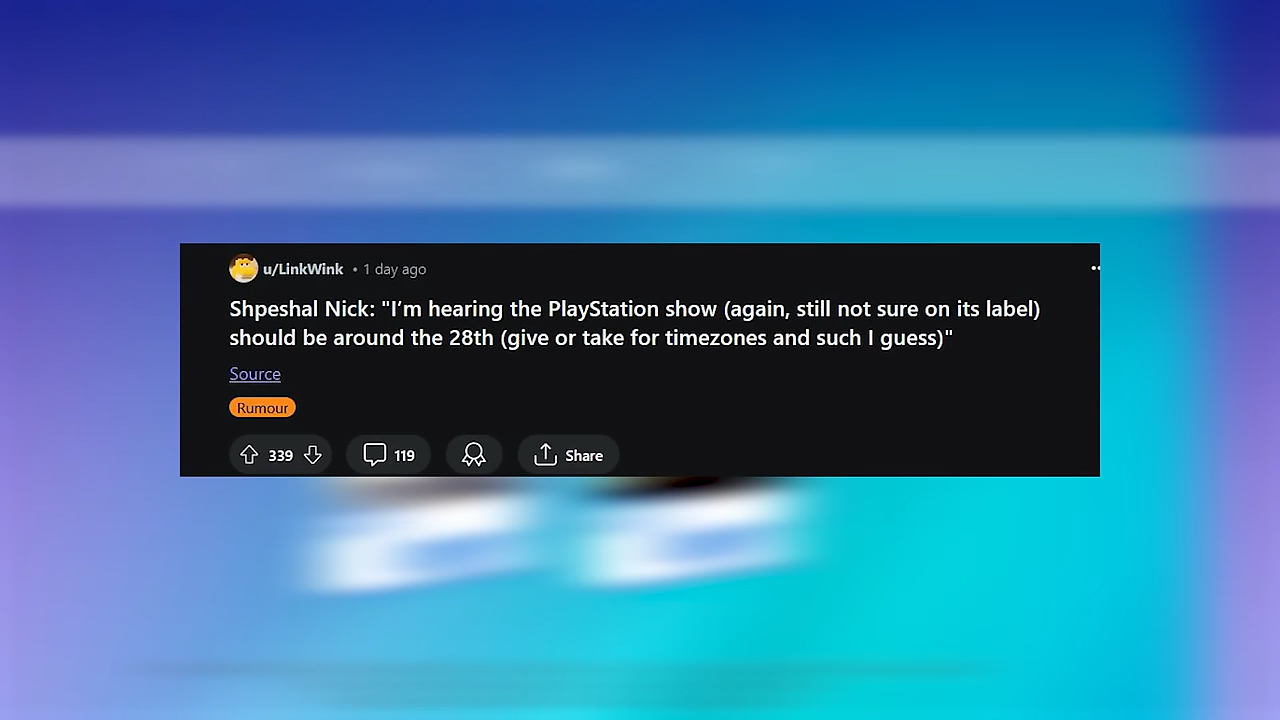 u/LinkWink • 1 day ago
Shpeshal Nick: "I’m hearing the PlayStation show (again, still not sure on its label)
should be around the 28th (give or take for timezones and such I guess)"
Source
Rumour
339 119 Share